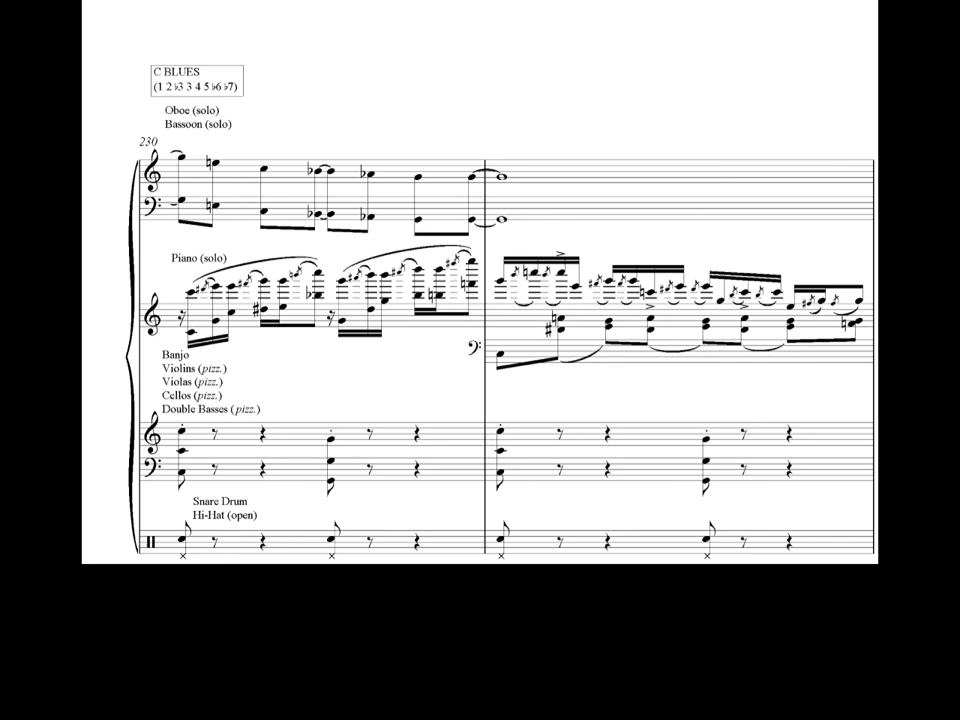 C BLUES
(1 2 ♭3 3 4 5 ♭6 ♭7)
Oboe (solo)
Bassoon (solo)
230
Piano (solo)
Banjo
Violins (pizz.)
Violas (pizz.)
Cellos (pizz.)
Double Basses (pizz.)
Snare Drum
Hi-Hat (open)